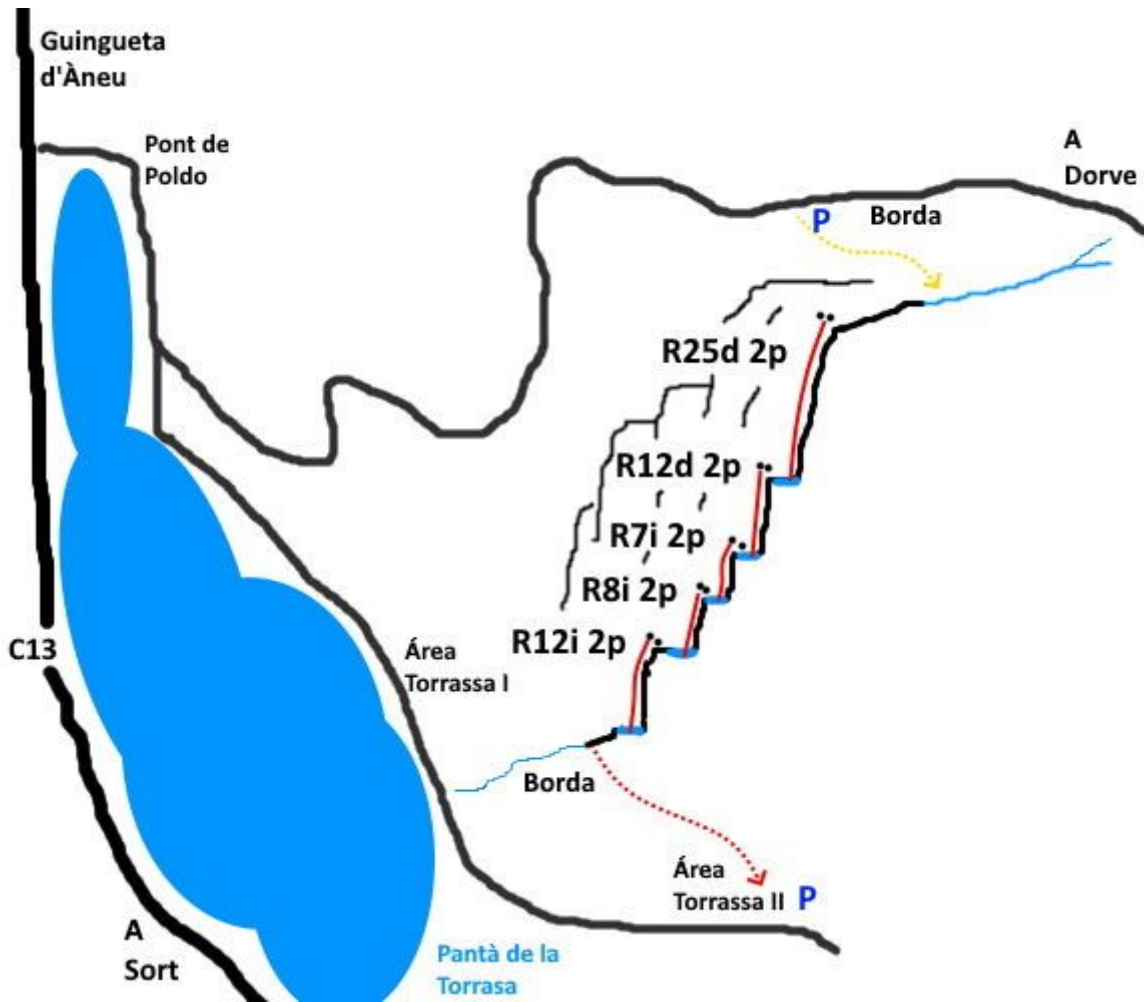 Guingueta
d'Àneu
Pont de
Poldo
A
Dorve
P
Borda
R25d 2p
R12d 2p
R7i 2p
R8i 2p
R12i 2p
C13
Área
Torrassa I
Borda
Área
Torrassa II P
A
Sort
Pantà de la
Torrasa